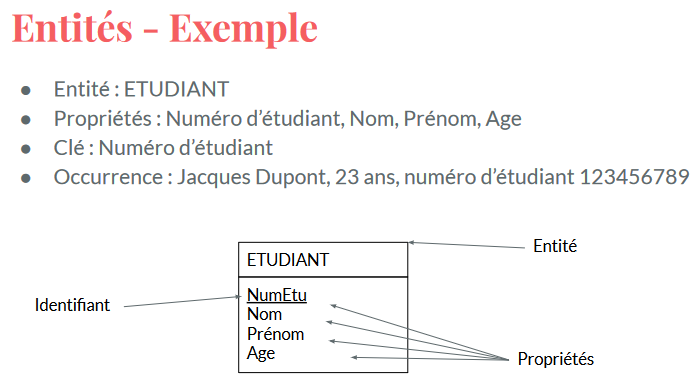 Entités - Exemple
● Entité : ETUDIANT
● Propriétés : Numéro d'étudiant, Nom, Prénom, Age
● Clé : Numéro d'étudiant
● Occurrence : Jacques Dupont, 23 ans, numéro d'étudiant 123456789
Entité
ETUDIANT
Identifiant
NumEtu
Nom
Prénom
Age
Propriétés